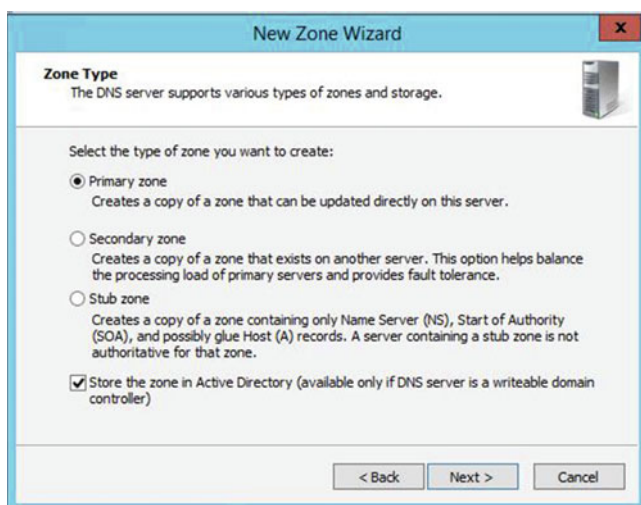 New Zone Wizard
x
Zone Type
The DNS server supports various types of zones and storage.
Select the type of zone you want to create:
Primary zone
Creates a copy of a zone that can be updated directly on this server.
Secondary zone
Creates a copy of a zone that exists on another server. This option helps balance
the processing load of primary servers and provides fault tolerance.
Stub zone
Creates a copy of a zone containing only Name Server (NS), Start of Authority
(SOA), and possibly glue Host (A) records. A server containing a stub zone is not
authoritative for that zone.
Store the zone in Active Directory (available only if DNS server is a writeable domain
controller)
< Back Next > Cancel